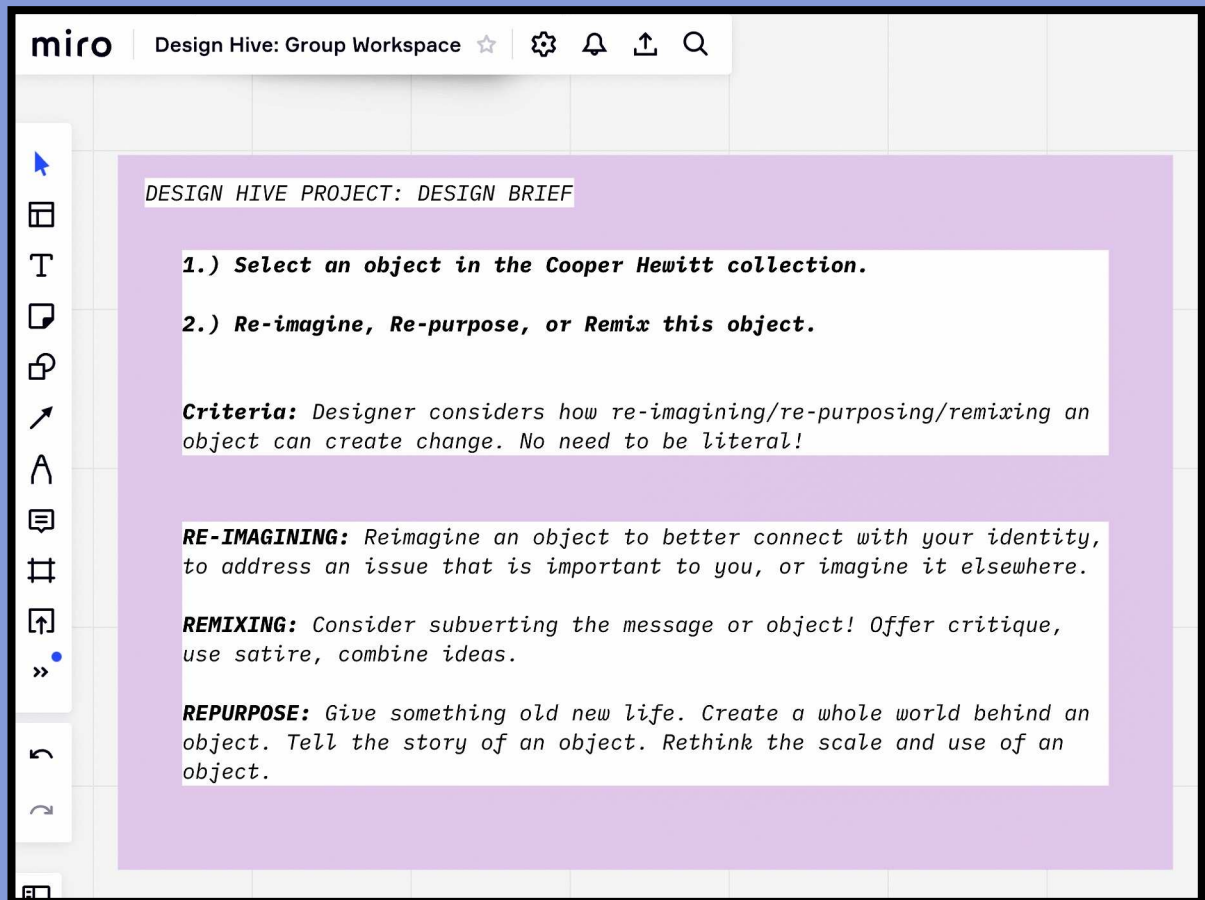 miro
Design Hive: Group Workspace
DESIGN HIVE PROJECT: DESIGN BRIEF
1.) Select an object in the Cooper Hewitt collection.
2.) Re-imagine, Re-purpose, or Remix this object.
Criteria: Designer considers how re-imagining/re-purposing/remixing an
object can create change. No need to be literal!
RE-IMAGINING: Reimagine an object to better connect with your identity,
to address an issue that is important to you, or imagine it elsewhere.
REMIXING: Consider subverting the message or object! Offer critique,
use satire, combine ideas.
REPURPOSE: Give something old new life. Create a whole world behind an
object. Tell the story of an object. Rethink the scale and use of an
object.